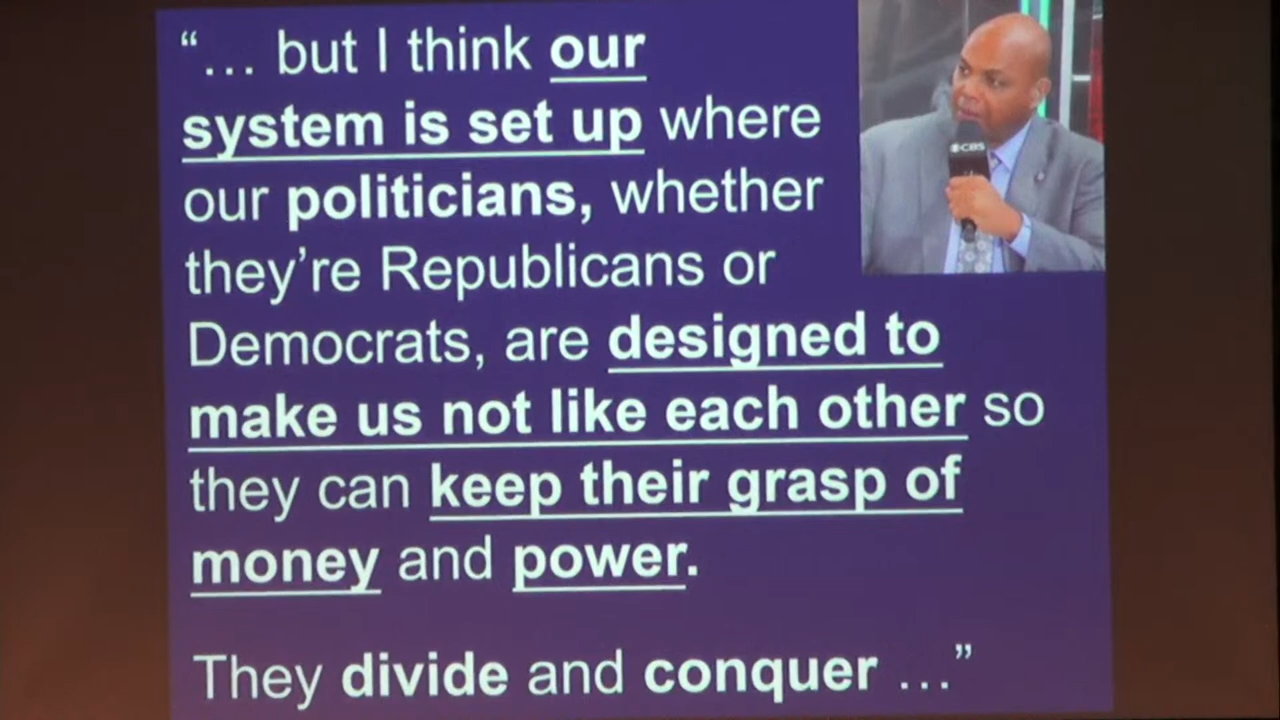 “… but I think our
system is set up where
our politicians, whether
they’re Republicans or
Democrats, are designed to
make us not like each other so
they can keep their grasp of
money and power.
They divide and conquer …”
CBS